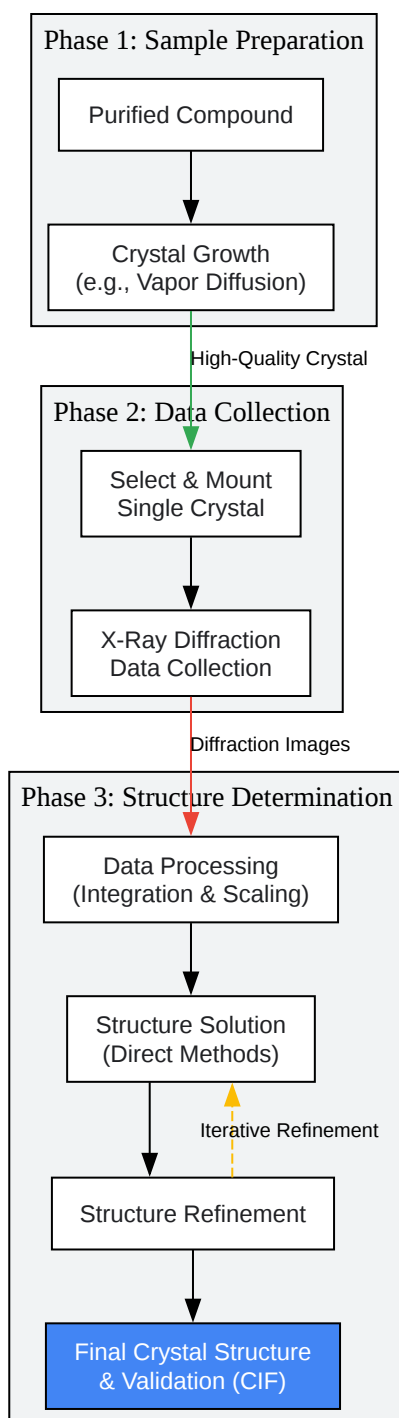 Phase 1: Sample Preparation
Purified Compound
Crystal Growth
(e.g., Vapor Diffusion)
High-Quality Crystal
Phase 2: Data Collection
Select & Mount
Single Crystal
X-Ray Diffraction
Data Collection
Diffraction Images
Phase 3: Structure Determination
Data Processing
(Integration & Scaling)
Structure Solution
(Direct Methods)
Iterative Refinement
Structure Refinement
Final Crystal Structure
& Validation (CIF)